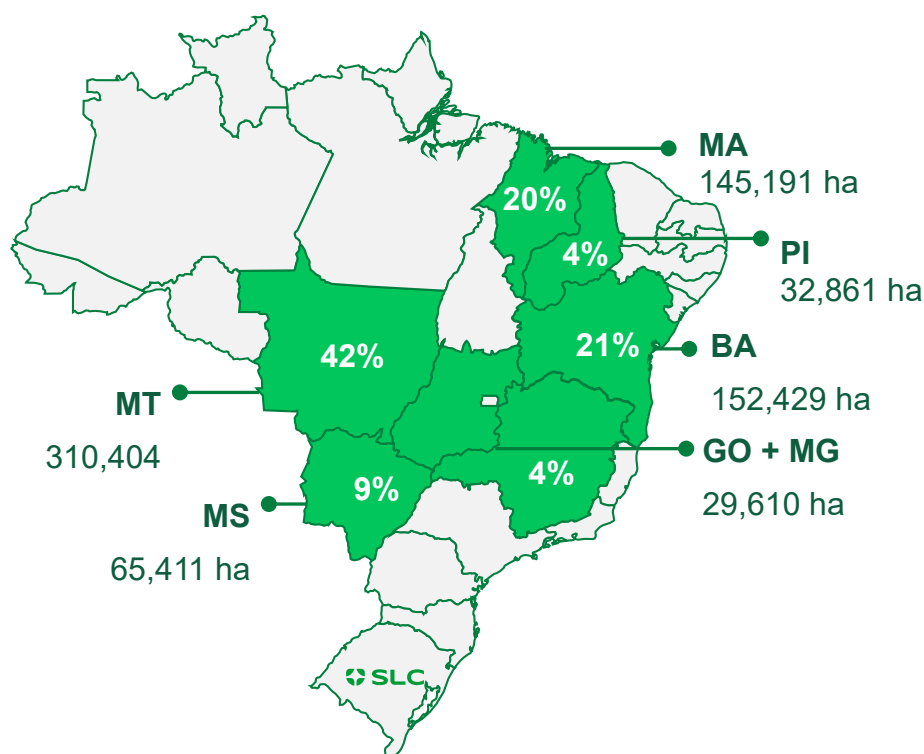 MA
145,191 ha
20%
4%
PI
32,861 ha
42%
21%
BA
152,429 ha
MT
310,404
GO + MG
29,610 ha
9%
4%
MS
65,411 ha
SLC